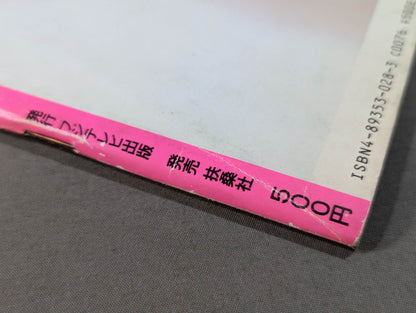 発行 フジテレビ出版 発売 扶桑社 500円
ISBN4-89353-028-3 C0076